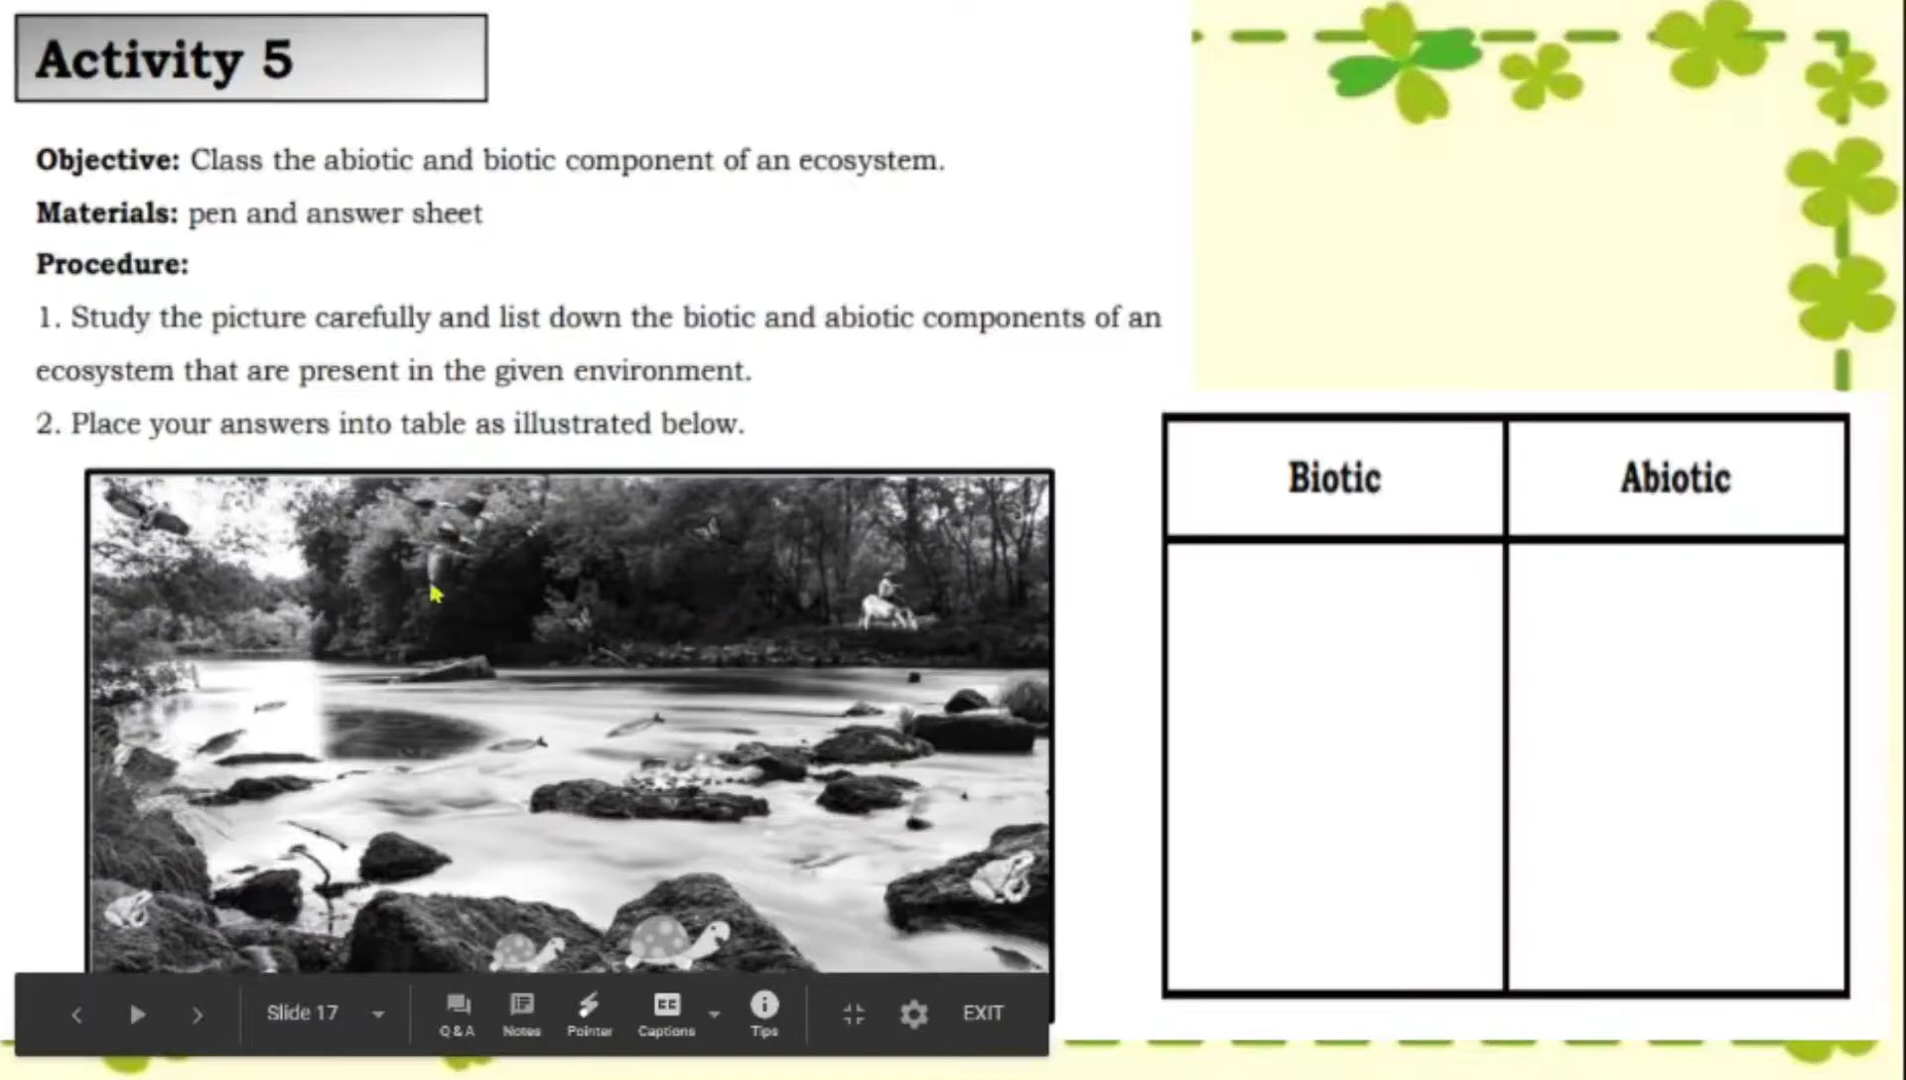 Activity 5
Objective: Class the abiotic and biotic component of an ecosystem.
Materials: pen and answer sheet
Procedure:
1. Study the picture carefully and list down the biotic and abiotic components of an
ecosystem that are present in the given environment.
2. Place your answers into table as illustrated below.
Biotic Abiotic
Slide 17
Q&A Notes Pointer Captions Tips
EXIT